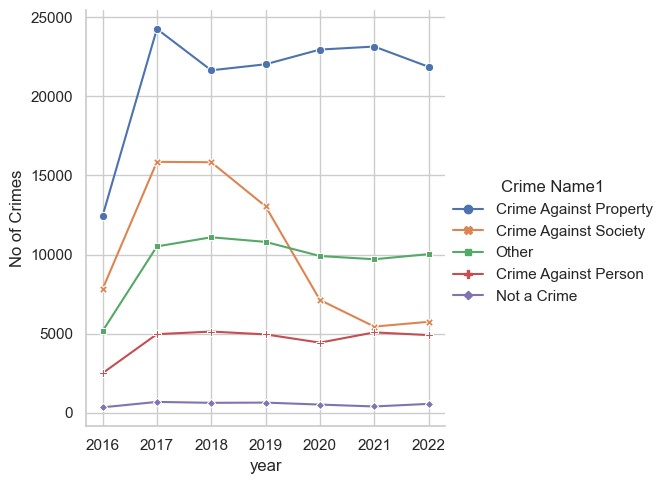 25000
20000
15000
10000
5000
0
No of Crimes
2016 2017 2018 2019 2020 2021 2022
year
Crime Name1
Crime Against Property
Crime Against Society
Other
Crime Against Person
Not a Crime